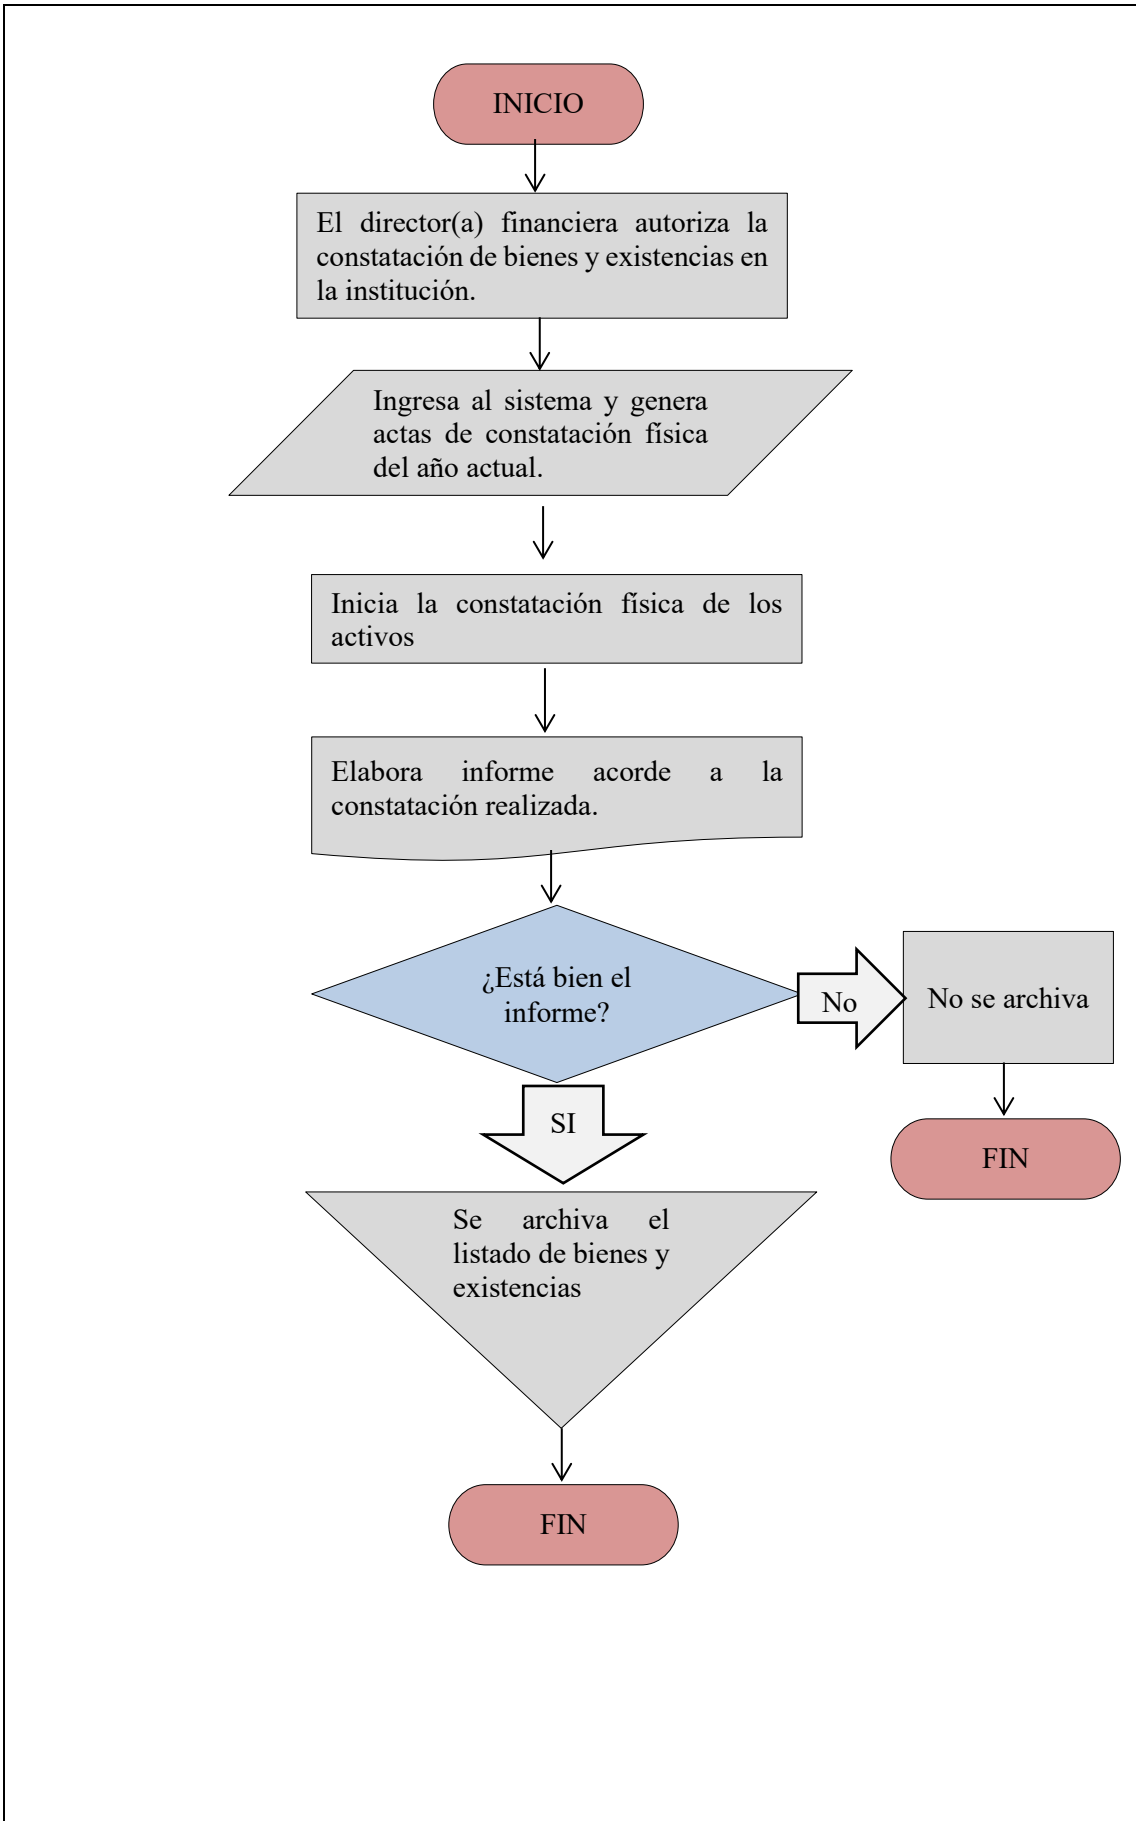 INICIO
El director(a) financiera autoriza la
constatación de bienes y existencias en
la institución.
Ingresa al sistema y genera
actas de constatación física
del año actual.
Inicia la constatación física de los
activos
Elabora informe acorde a la
constatación realizada.
¿Está bien el
informe?
No
No se archiva
SI
FIN
Se archiva el
listado de bienes y
existencias
FIN